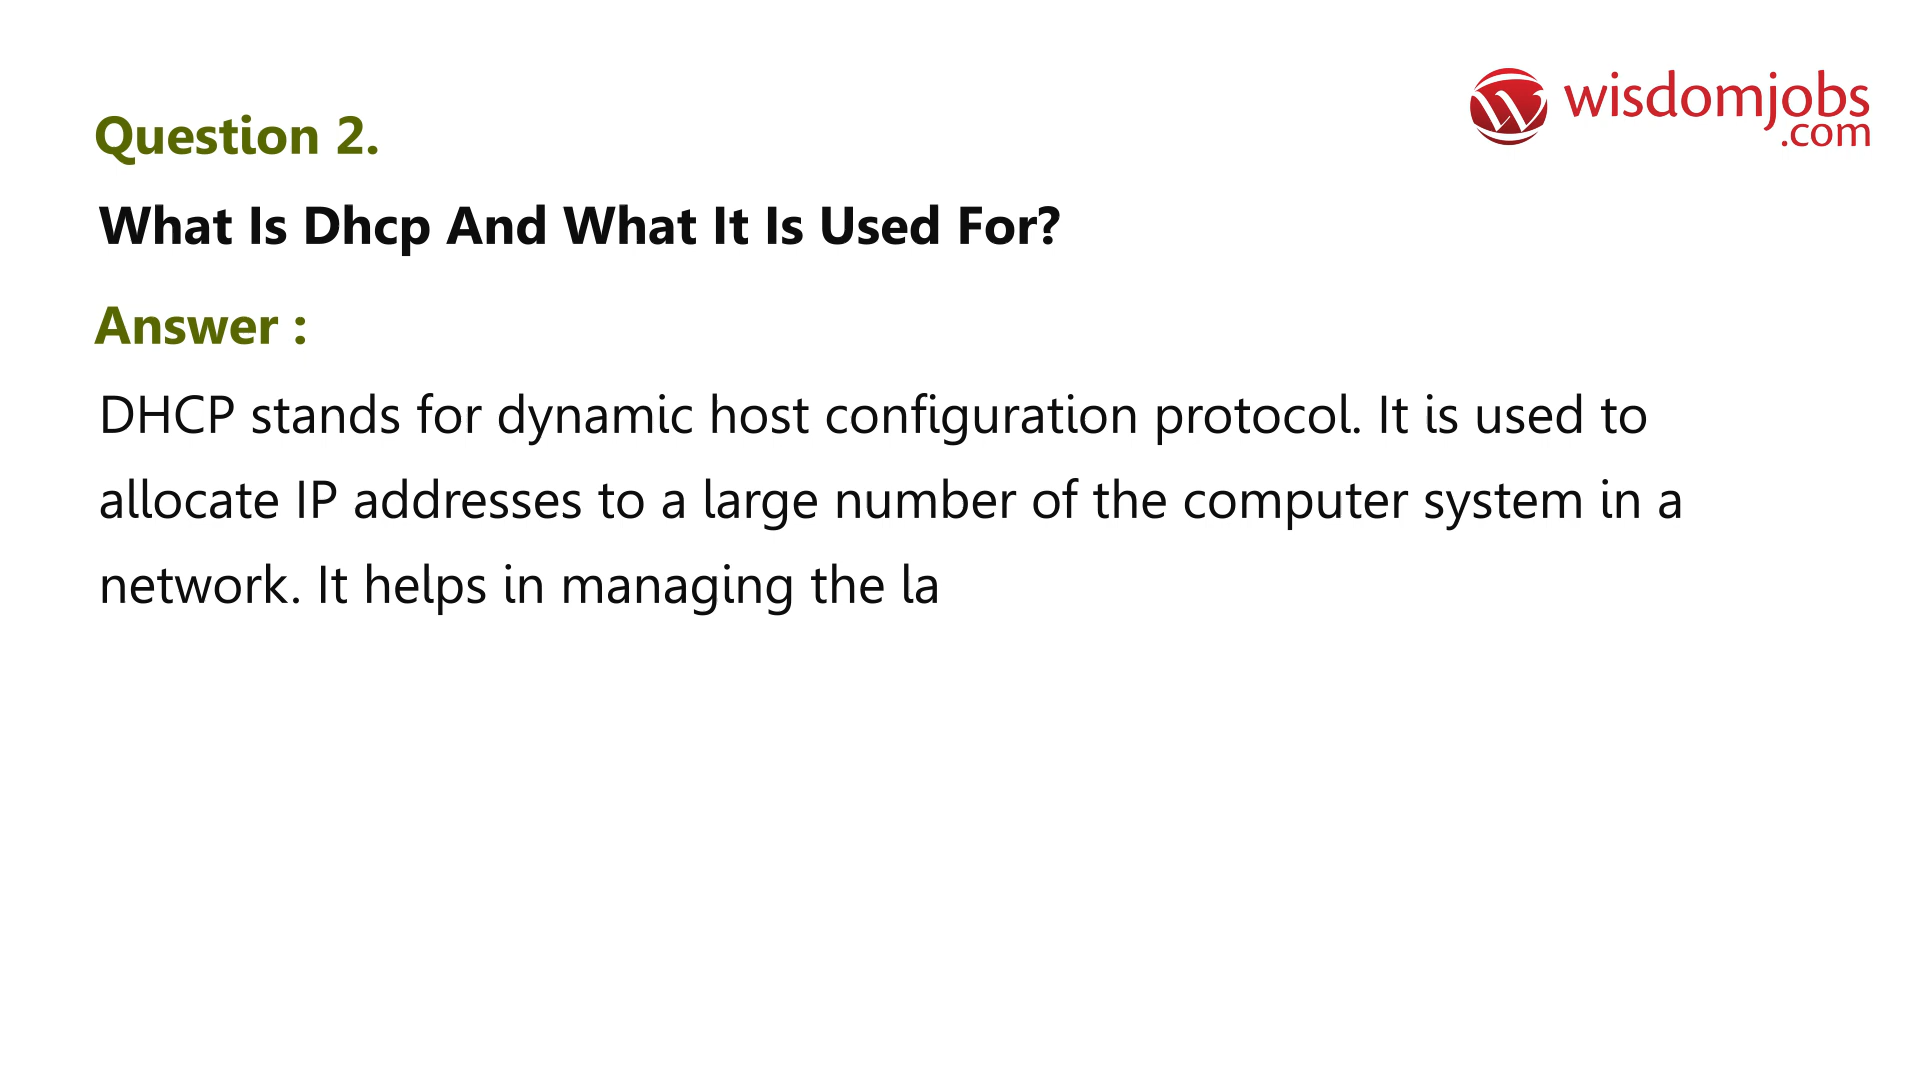 wisdomjobs
.com
Question 2.
What Is Dhcp And What It Is Used For?
Answer :
DHCP stands for dynamic host configuration protocol. It is used to
allocate IP addresses to a large number of the computer system in a
network. It helps in managing the la